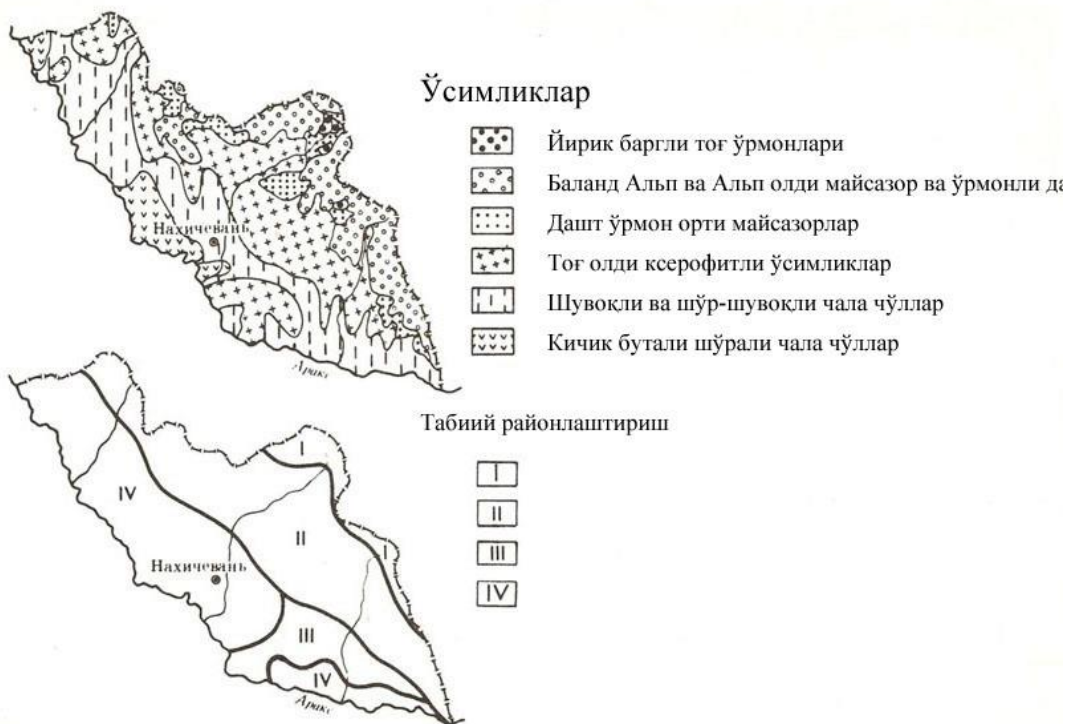 Ўсимликлар
Йирик баргли тоғ ўрмонлари
Баланд Альп ва Альп олди майсазор ва ўрмонли да
Дашт ўрмон орти майсазорлар
Тоғ олди ксерофитли ўсимликлар
Шувоқли ва шўр-шувоқли чала чўллар
Кичик бутали шўрали чала чўллар
Нахичевань
Аракс
Табиий районлаштириш
I
II
III
IV
I
IV
II
I
Нахичевань
III
IV
Аракс